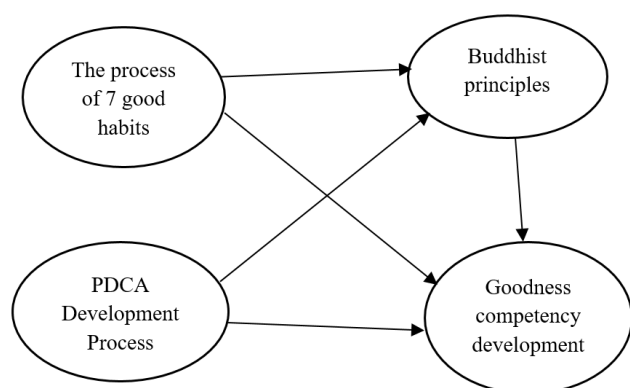 The process
of 7 good
habits
Buddhist
principles
PDCA
Development
Process
Goodness
competency
development